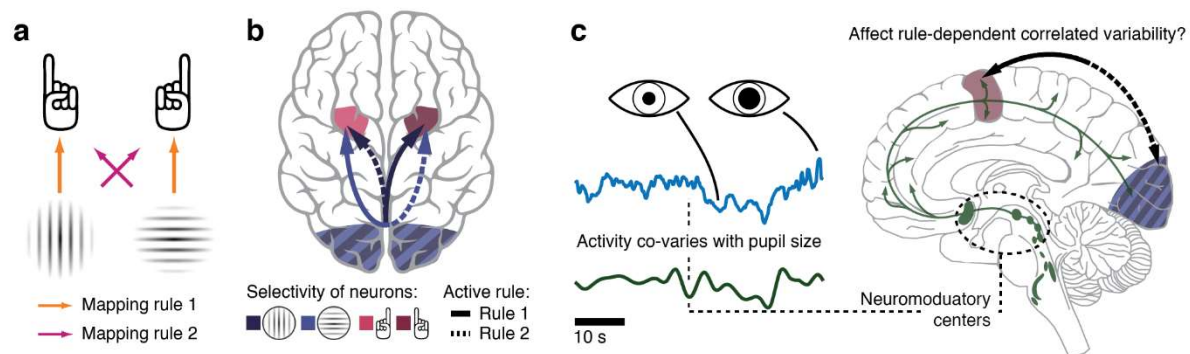 a
Mapping rule 1
Mapping rule 2
b
Selectivity of neurons:
Active rule:
Rule 1
Rule 2
c
Affect rule-dependent correlated variability?
Activity co-varies with pupil size
10 s
Neuromoduatory
centers